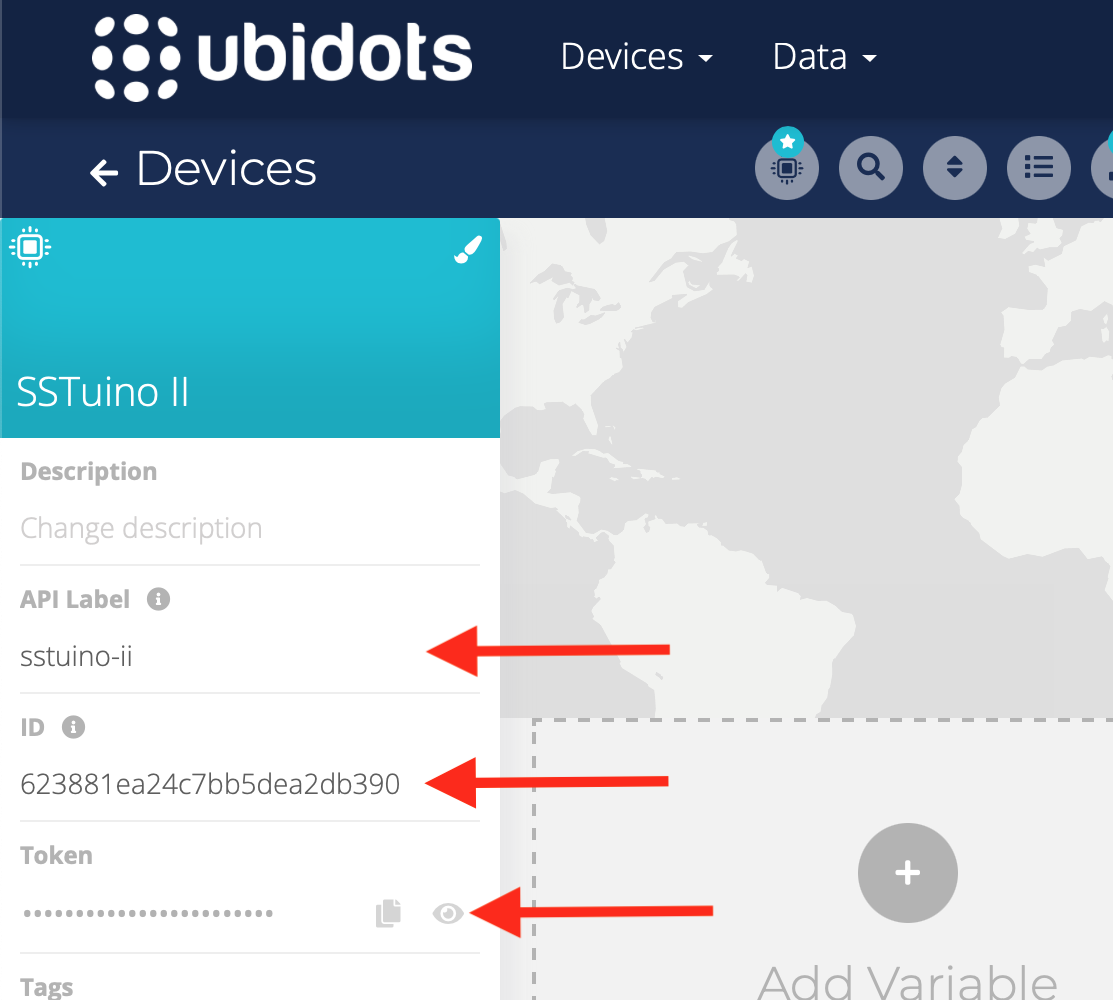 ubidots
Devices
Data
Devices
SSTuino II
Description
Change description
API Label
sstuino-ii
ID
623881ea24c7bb5dea2db390
Token
••••••••••••••••••••••••
Add Variable
Tags